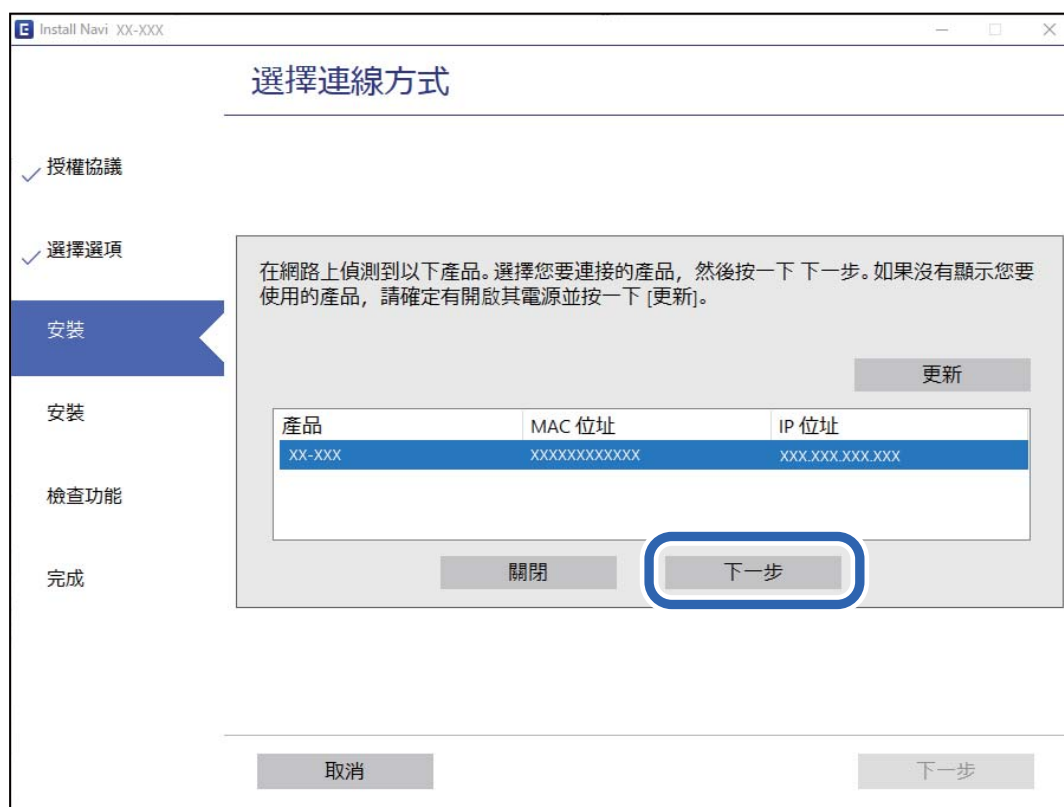 E Install Navi XX-XXX
選擇連線方式
授權協議
選擇選項
安裝
安裝
檢查功能
完成
在網路上偵測到以下產品。選擇您要連接的產品，然後按一下 下一步。如果沒有顯示您要
使用的產品，請確定有開啟其電源並按一下 [更新]。
更新
產品 MAC 位址 IP 位址
XX-XXX XXXXXXXXXXXX XXX.XXX.XXX.XXX
關閉 下一步
取消 下一步